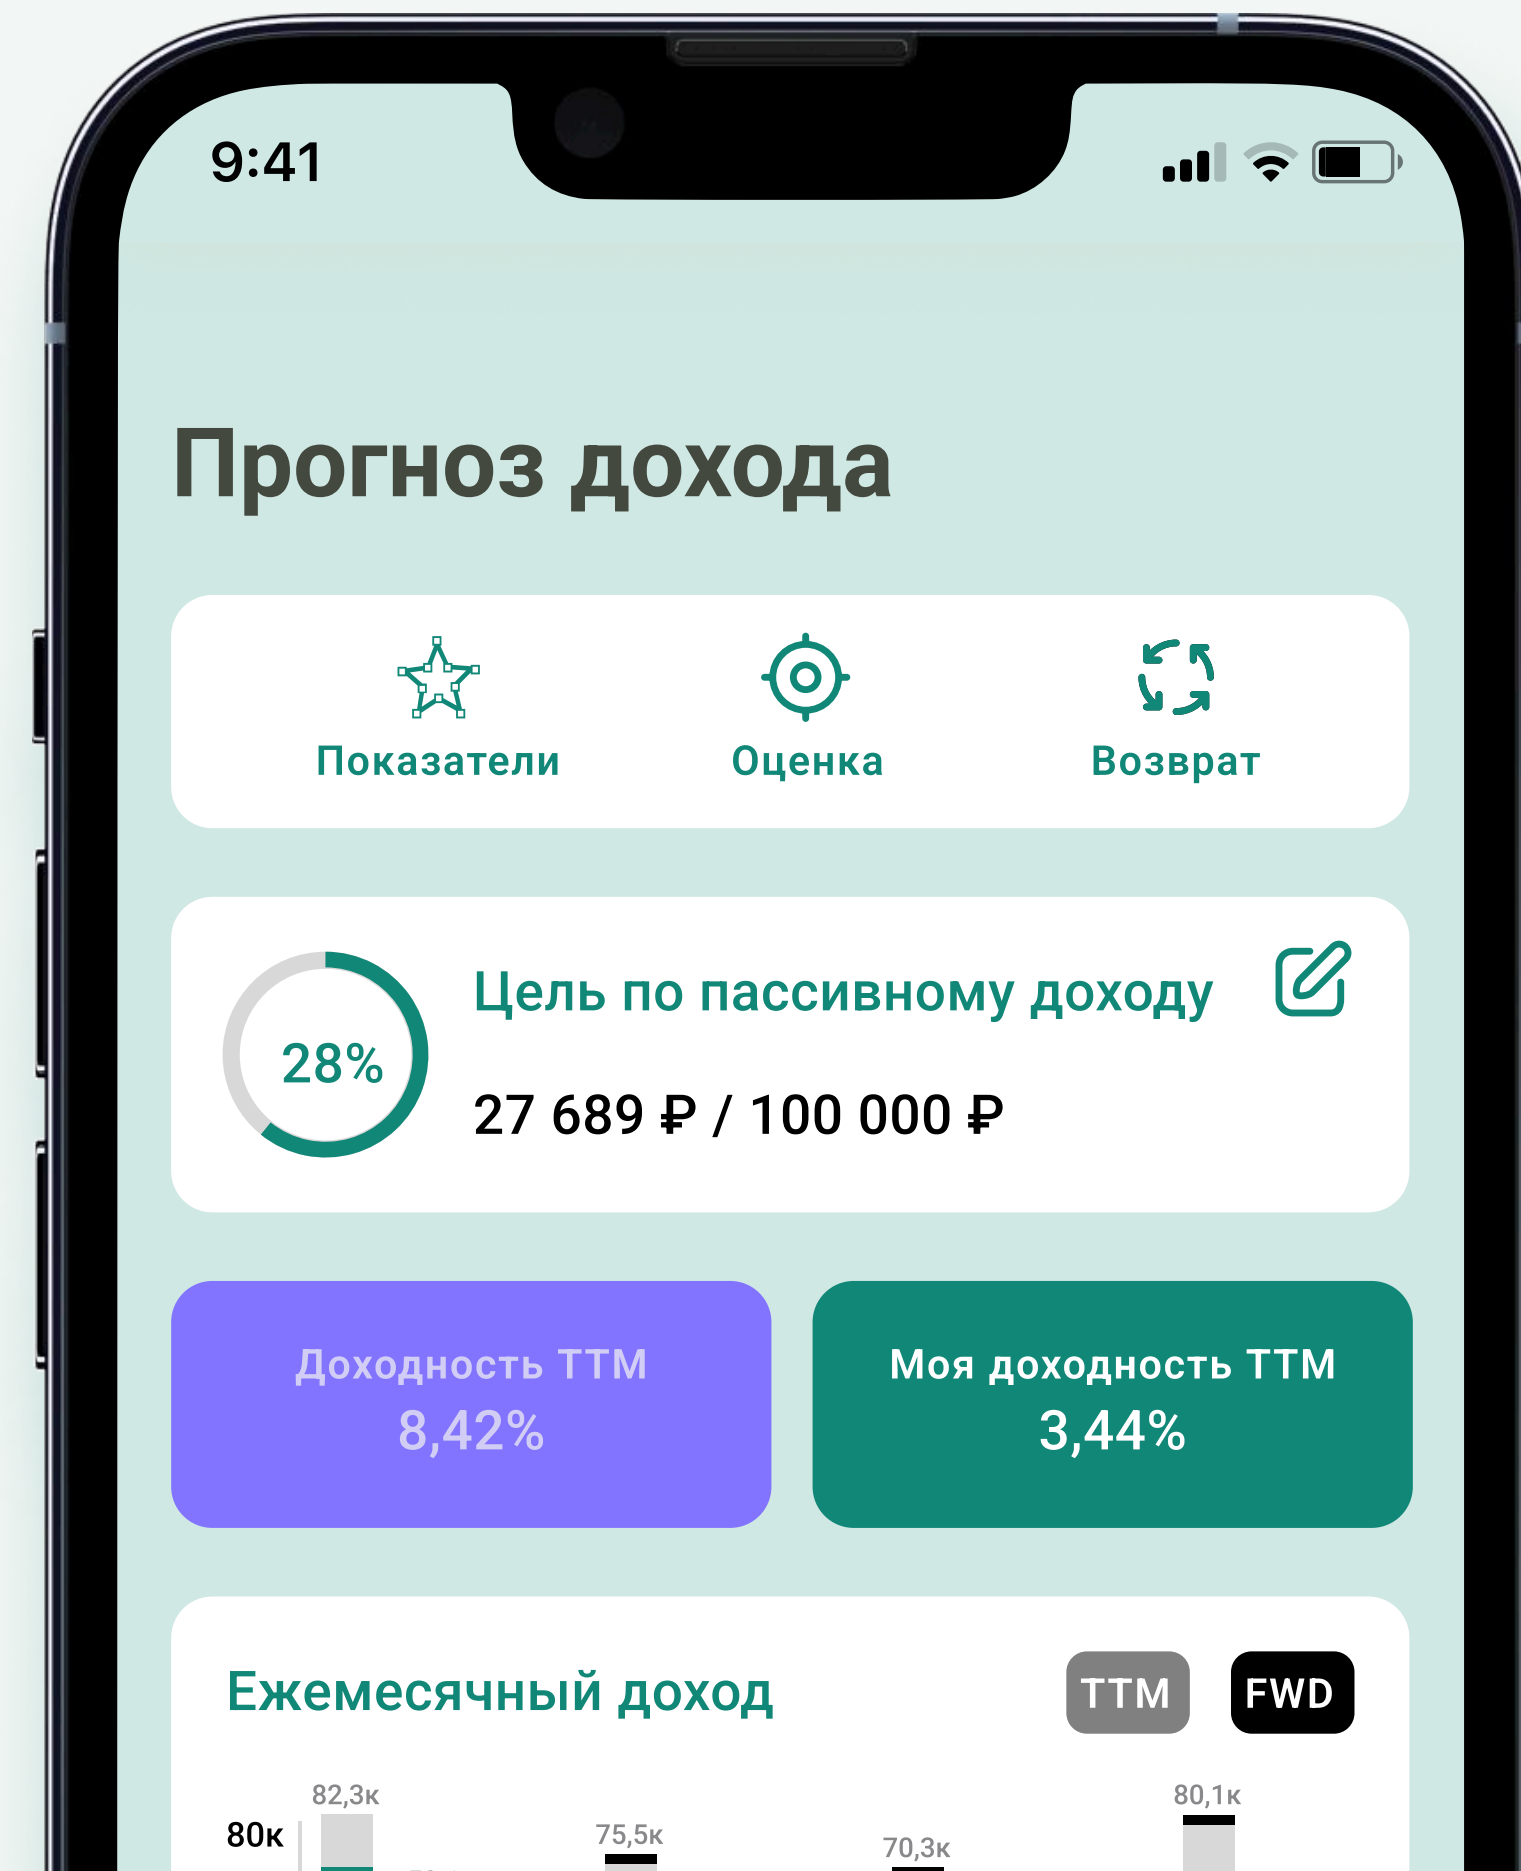 9:41
Прогноз дохода
Показатели Оценка Возврат
Цель по пассивному доходу
28%
27 689 ₽ / 100 000 ₽
Доходность TTM Моя доходность TTM
8,42% 3,44%
Ежемесячный доход TTM FWD
82,3к 80,1к
80к 75,5к 70,3к